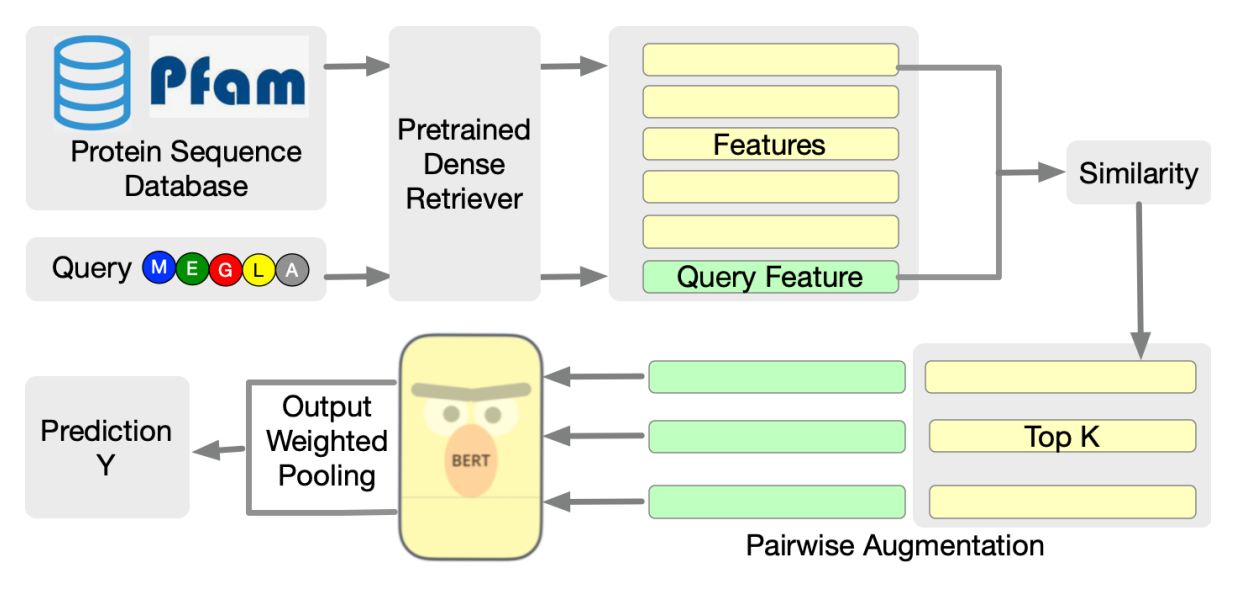 Pfam
Protein Sequence
Database
Query M E G L A
Pretrained
Dense
Retriever
Features
Query Feature
Similarity
Top K
Pairwise Augmentation
BERT
Output
Weighted
Pooling
Prediction
Y